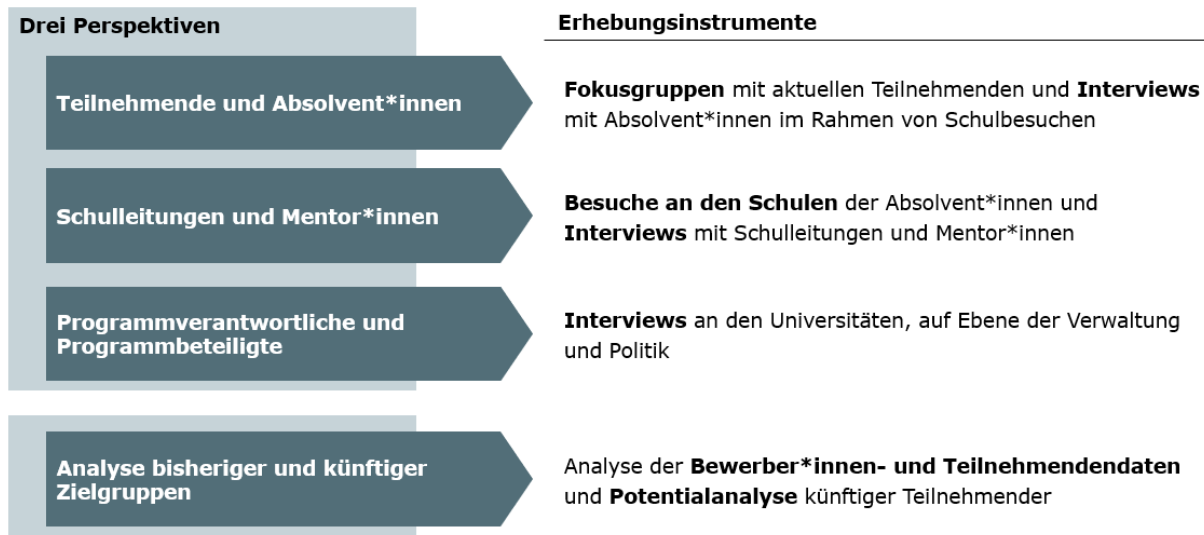 Drei Perspektiven
Erhebungsinstrumente
Teilnehmende und Absolvent*innen
Fokusgruppen mit aktuellen Teilnehmenden und Interviews
mit Absolvent*innen im Rahmen von Schulbesuchen
Schulleitungen und Mentor*innen
Besuche an den Schulen der Absolvent*innen und
Interviews mit Schulleitungen und Mentor*innen
Programmverantwortliche und
Programmbeteiligte
Interviews an den Universitäten, auf Ebene der Verwaltung
und Politik
Analyse bisheriger und künftiger
Zielgruppen
Analyse der Bewerber*innen- und Teilnehmendendaten
und Potentialanalyse künftiger Teilnehmender